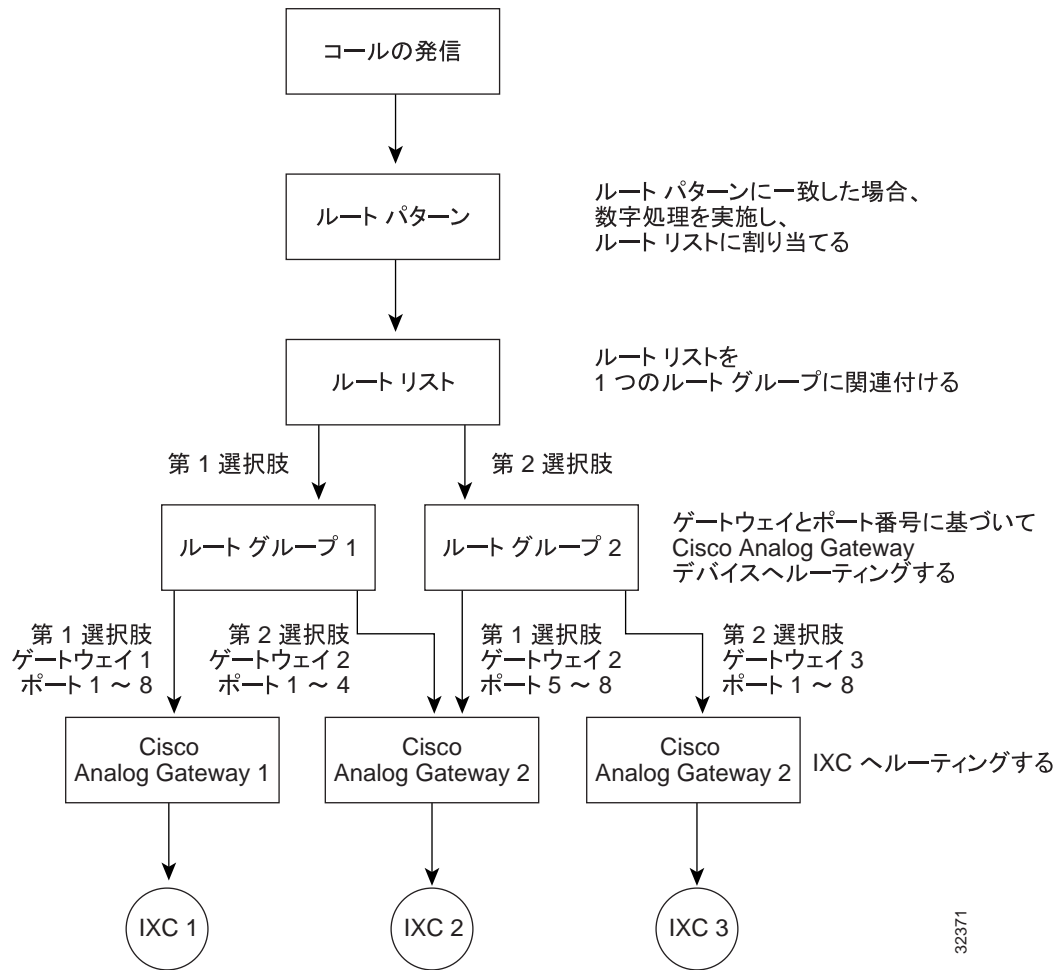 コールの発信
ルート パターン
ルート パターンに一致した場合、
数字処理を実施し、
ルート リストに割り当てる
ルート リスト
ルート リストを
1 つのルート グループに関連付ける
第 1 選択肢
第 2 選択肢
ルート グループ 1
ルート グループ 2
ゲートウェイとポート番号に基づいて
Cisco Analog Gateway
デバイスへルーティングする
第 1 選択肢
ゲートウェイ 1
ポート 1 ～ 8
第 2 選択肢
ゲートウェイ 2
ポート 1 ～ 4
第 1 選択肢
ゲートウェイ 2
ポート 5 ～ 8
第 2 選択肢
ゲートウェイ 3
ポート 1 ～ 8
Cisco
Analog Gateway 1
Cisco
Analog Gateway 2
Cisco
Analog Gateway 2
IXC へルーティングする
IXC 1
IXC 2
IXC 3
32371